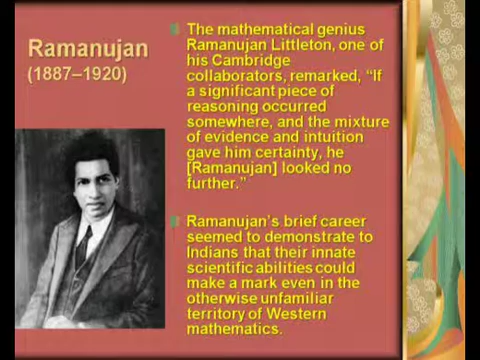 Ramanujan
(1887–1920)
The mathematical genius
Ramanujan Littleton, one of
his Cambridge
collaborators, remarked, “If
a significant piece of
reasoning occurred
somewhere, and the mixture
of evidence and intuition
gave him certainty, he
[Ramanujan] looked no
further.”
Ramanujan’s brief career
seemed to demonstrate to
Indians that their innate
scientific abilities could
make a mark even in the
otherwise unfamiliar
territory of Western
mathematics.